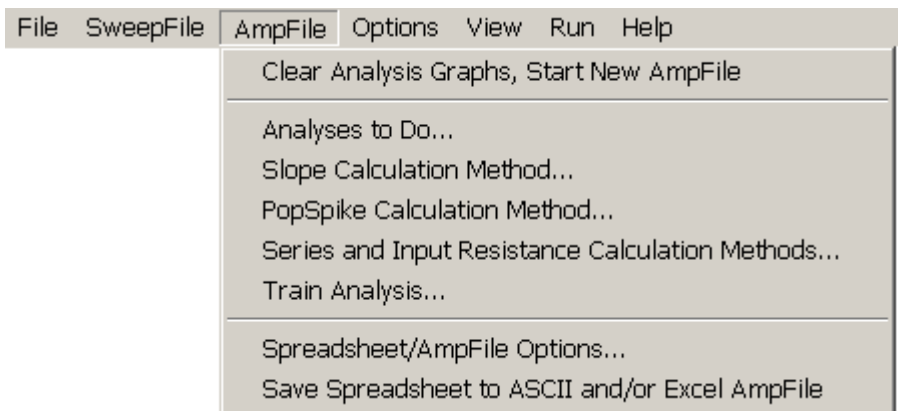 File SweepFile AmpFile Options View Run Help
Clear Analysis Graphs, Start New AmpFile
Analyses to Do...
Slope Calculation Method...
PopSpike Calculation Method...
Series and Input Resistance Calculation Methods...
Train Analysis...
Spreadsheet/AmpFile Options...
Save Spreadsheet to ASCII and/or Excel AmpFile